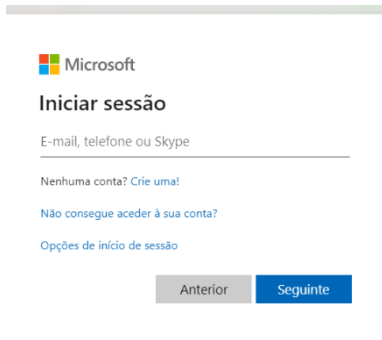 Microsoft
Iniciar sessão
E-mail, telefone ou Skype
Nenhuma conta? Crie uma!
Não consegue aceder à sua conta?
Opções de início de sessão
Anterior Seguinte